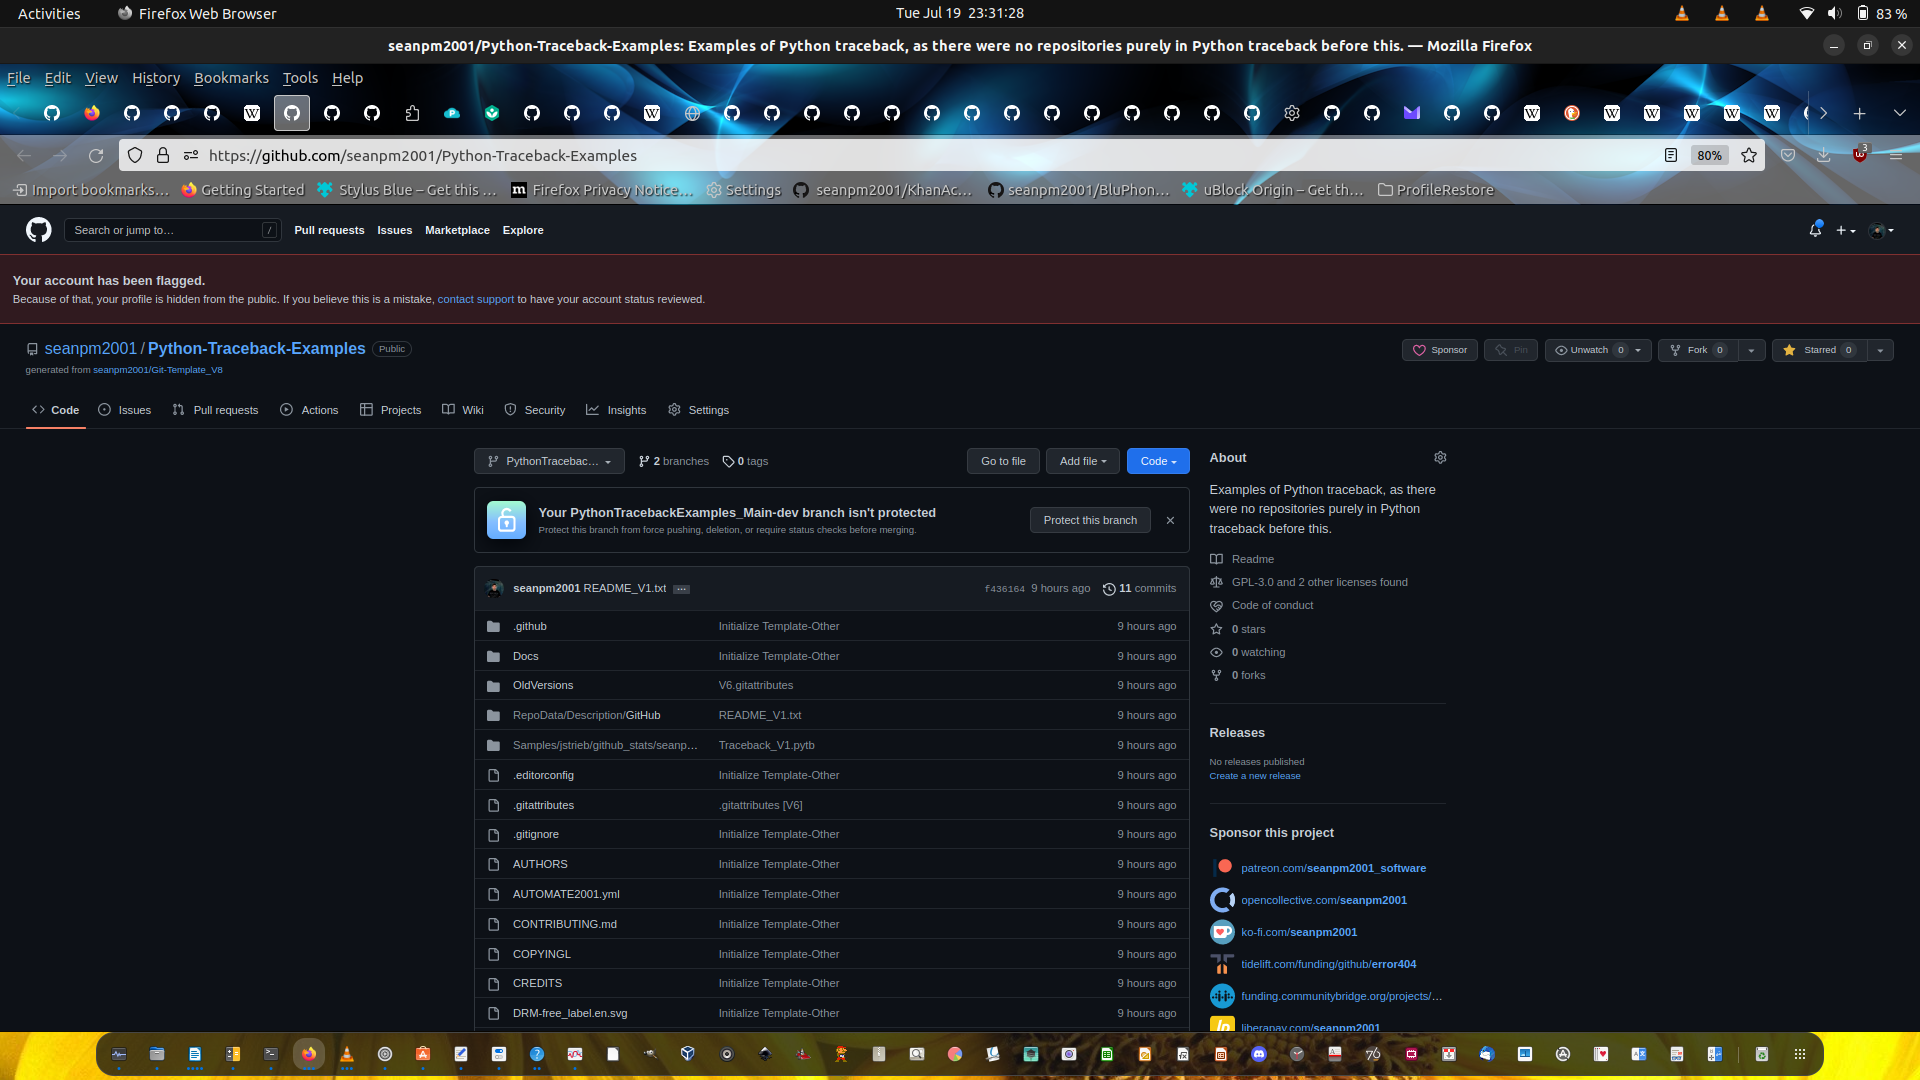 Activities
Firefox Web Browser
Tue Jul 19 23:31:28
83 %
seanpm2001/Python-Traceback-Examples: Examples of Python traceback, as there were no repositories purely in Python traceback before this. — Mozilla Firefox
File Edit View History Bookmarks Tools Help
https://github.com/seanpm2001/Python-Traceback-Examples
80%
3
Import bookmarks…
Getting Started
Stylus Blue – Get this …
Firefox Privacy Notice…
Settings
seanpm2001/KhanAc…
seanpm2001/BluPhon…
uBlock Origin – Get th…
ProfileRestore
Search or jump to…
/
Pull requests Issues Marketplace Explore
Your account has been flagged.
Because of that, your profile is hidden from the public. If you believe this is a mistake, contact support to have your account status reviewed.
seanpm2001 / Python-Traceback-Examples Public
generated from seanpm2001/Git-Template_V8
Sponsor
Pin
Unwatch 0
Fork 0
Starred 0
Code
Issues
Pull requests
Actions
Projects
Wiki
Security
Insights
Settings
PythonTracebac…
2 branches
0 tags
Go to file
Add file
Code
Your PythonTracebackExamples_Main-dev branch isn't protected
Protect this branch from force pushing, deletion, or require status checks before merging.
Protect this branch
seanpm2001 README_V1.txt
f436164 9 hours ago
11 commits
.github Initialize Template-Other 9 hours ago
Docs Initialize Template-Other 9 hours ago
OldVersions V6.gitattributes 9 hours ago
RepoData/Description/GitHub README_V1.txt 9 hours ago
Samples/jstrieb/github_stats/seanp… Traceback_V1.pytb 9 hours ago
.editorconfig Initialize Template-Other 9 hours ago
.gitattributes .gitattributes [V6] 9 hours ago
.gitignore Initialize Template-Other 9 hours ago
AUTHORS Initialize Template-Other 9 hours ago
AUTOMATE2001.yml Initialize Template-Other 9 hours ago
CONTRIBUTING.md Initialize Template-Other 9 hours ago
COPYINGL Initialize Template-Other 9 hours ago
CREDITS Initialize Template-Other 9 hours ago
DRM-free_label.en.svg Initialize Template-Other 9 hours ago
About
Examples of Python traceback, as there
were no repositories purely in Python
traceback before this.
Readme
GPL-3.0 and 2 other licenses found
Code of conduct
0 stars
0 watching
0 forks
Releases
No releases published
Create a new release
Sponsor this project
patreon.com/seanpm2001_software
opencollective.com/seanpm2001
ko-fi.com/seanpm2001
tidelift.com/funding/github/error404
funding.communitybridge.org/projects/…
liberapay.com/seanpm2001